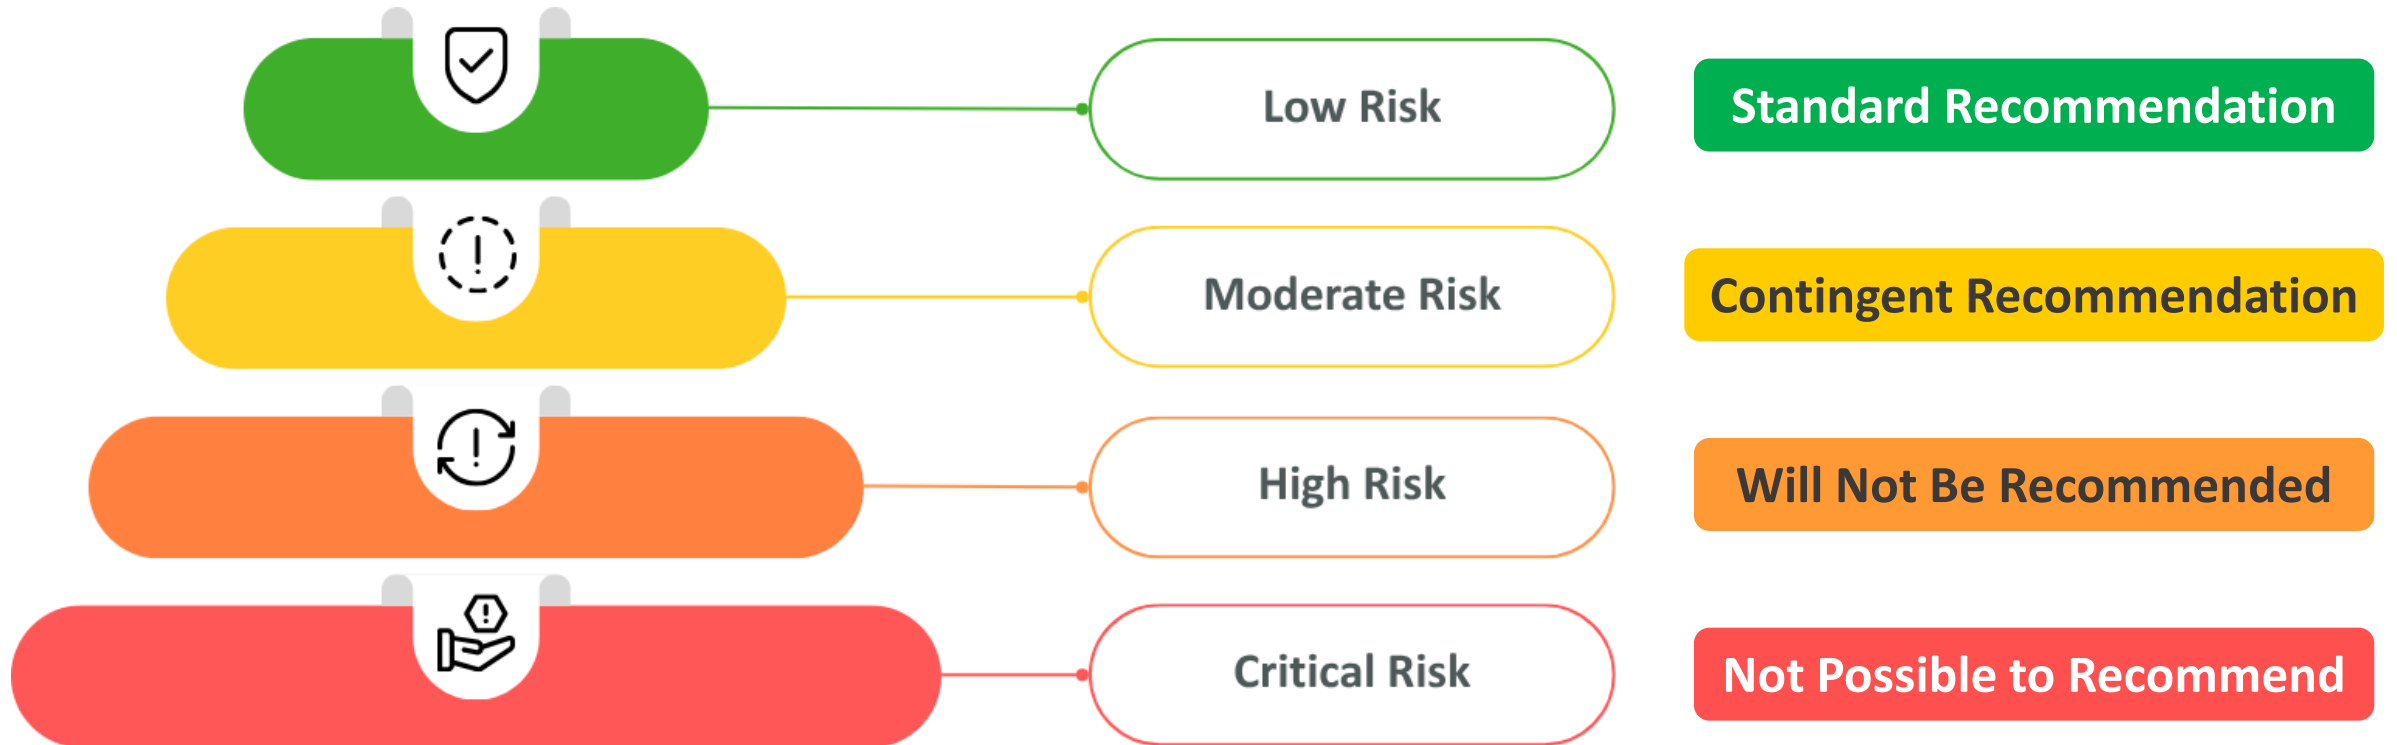 Low Risk
Standard Recommendation
Moderate Risk
Contingent Recommendation
High Risk
Will Not Be Recommended
Critical Risk
Not Possible to Recommend